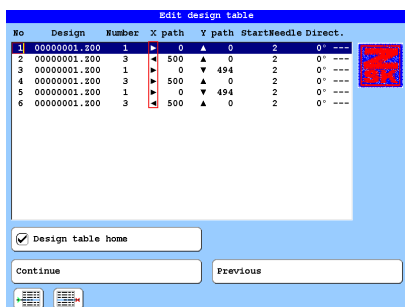 Edit design table
No Design Number X path Y path StartNeedle Direct.
1 00000001.Z00 1 ► 0 ▲ 0 2 0° ---
2 00000001.Z00 3 ◄ 500 ▲ 0 2 0° ---
3 00000001.Z00 1 ► 0 ▼ 494 2 0° ---
4 00000001.Z00 3 ► 500 ▲ 0 2 0° ---
5 00000001.Z00 1 ► 0 ▼ 494 2 0° ---
6 00000001.Z00 3 ◄ 500 ▲ 0 2 0° ---
ZSK
Design table home
Continue
Previous